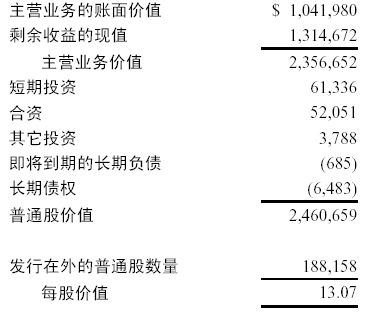 主营业务的账面价值 $ 1,041,980
剩余收益的现值 1,314,672
主营业务价值 2,356,652
短期投资 61,336
合资 52,051
其它投资 3,788
即将到期的长期负债 (685)
长期债权 (6,483)
普通股价值 2,460,659
发行在外的普通股数量 188,158
每股价值 13.07